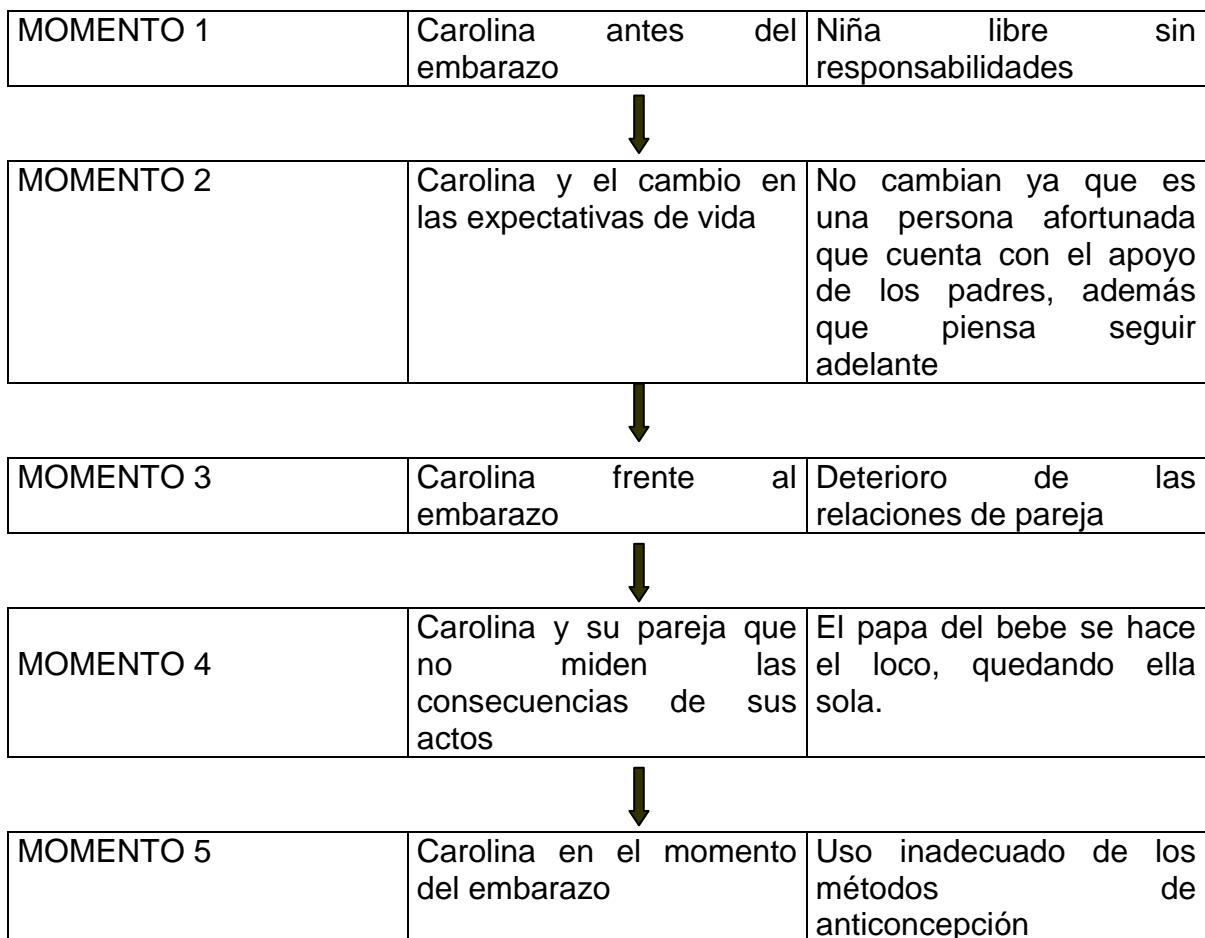 MOMENTO 1
Carolina antes del
embarazo
Niña libre sin
responsabilidades
MOMENTO 2
Carolina y el cambio en
las expectativas de vida
No cambian ya que es
una persona afortunada
que cuenta con el apoyo
de los padres, además
que piensa seguir
adelante
MOMENTO 3
Carolina frente al
embarazo
Deterioro de las
relaciones de pareja
MOMENTO 4
Carolina y su pareja que
no miden las
consecuencias de sus
actos
El papa del bebe se hace
el loco, quedando ella
sola.
MOMENTO 5
Carolina en el momento
del embarazo
Uso inadecuado de los
métodos de
anticoncepción